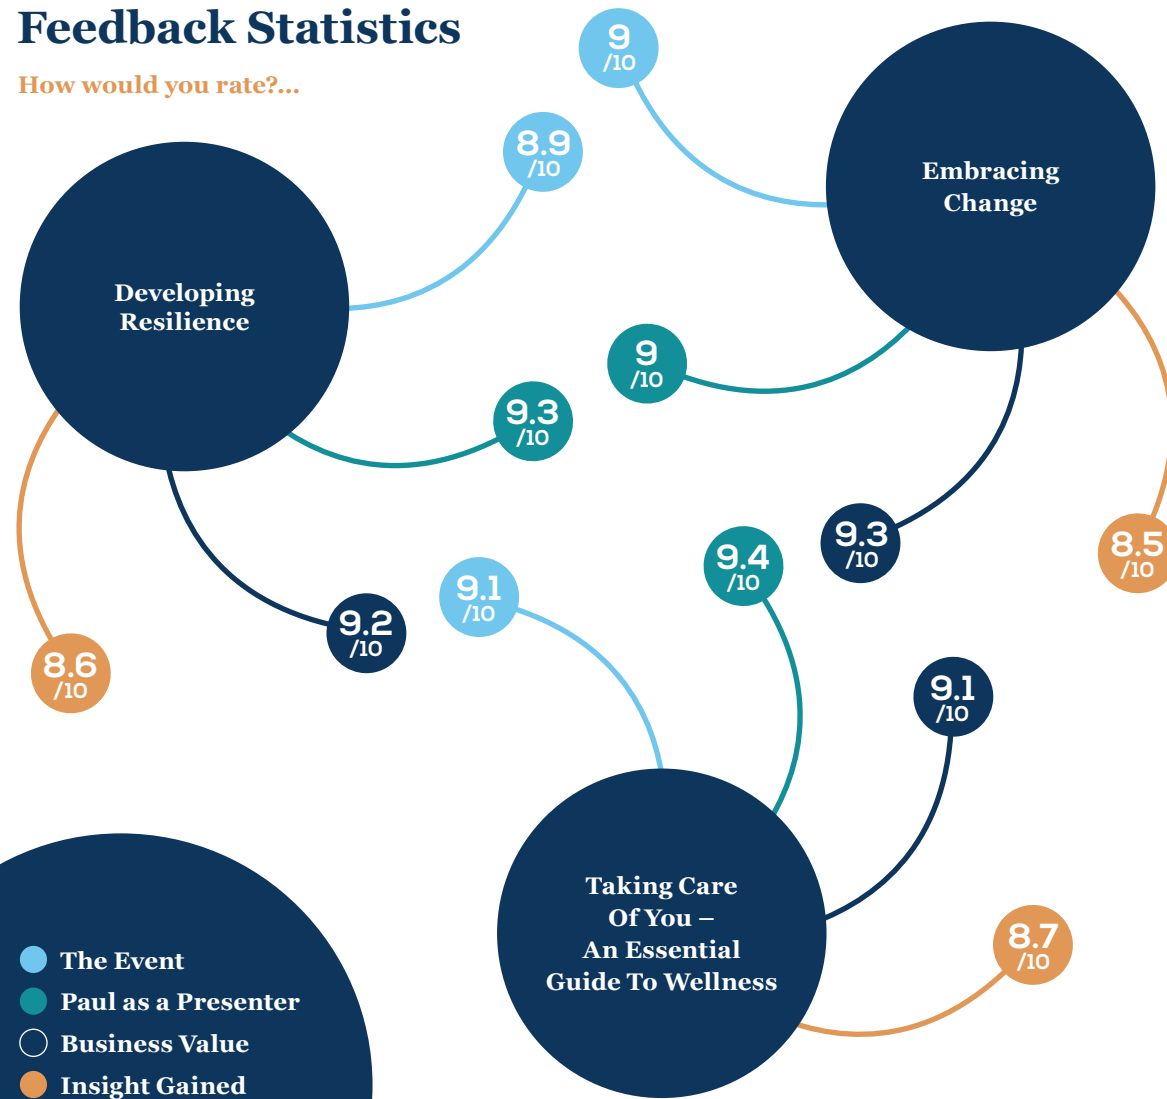 Feedback Statistics
How would you rate?...
9
/10
8.9
/10
Embracing
Change
Developing
Resilience
9
/10
9.3
/10
9.3
/10
8.5
/10
9.4
/10
9.1
/10
9.2
/10
8.6
/10
9.1
/10
Taking Care
Of You –
An Essential
Guide To Wellness
8.7
/10
The Event
Paul as a Presenter
Business Value
Insight Gained